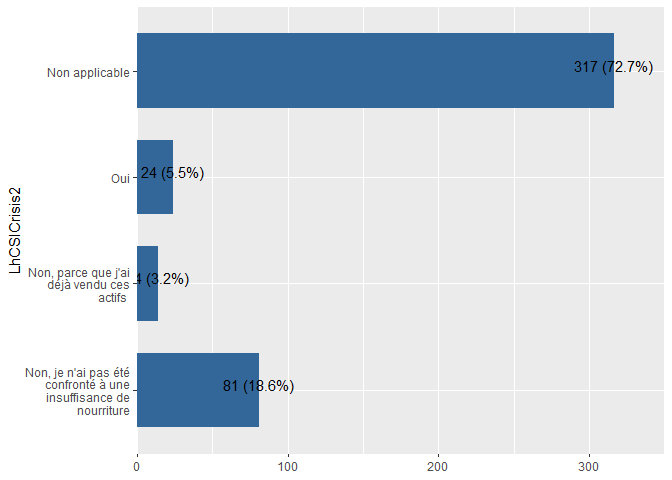 LhCSICrisis2
Non applicable
317 (72.7%)
Oui
24 (5.5%)
Non, parce que j'ai
déjà vendu ces
actifs
4 (3.2%)
Non, je n'ai pas été
confronté à une
insuffisance de
nourriture
81 (18.6%)
0
100
200
300